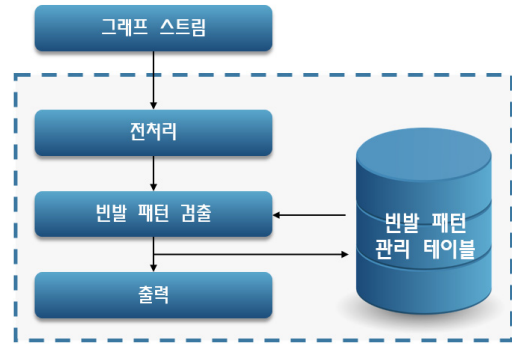 그래프 스트림
전처리
빈발 패턴 검출
빈발 패턴
관리 테이블
출력